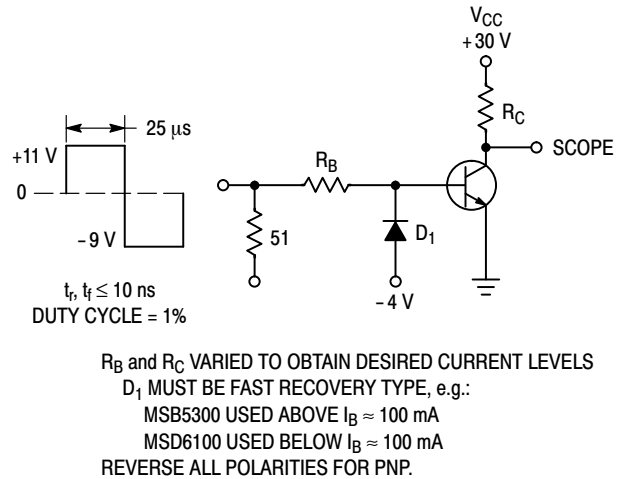 V_CC
+30 V
25 μs
R_C
+11 V
SCOPE
R_B
0
51
D_1
−9 V
−4 V
t_r, t_f ≤ 10 ns
DUTY CYCLE = 1%
R_B and R_C VARIED TO OBTAIN DESIRED CURRENT LEVELS
D_1 MUST BE FAST RECOVERY TYPE, e.g.:
MSB5300 USED ABOVE I_B ≈ 100 mA
MSD6100 USED BELOW I_B ≈ 100 mA
REVERSE ALL POLARITIES FOR PNP.